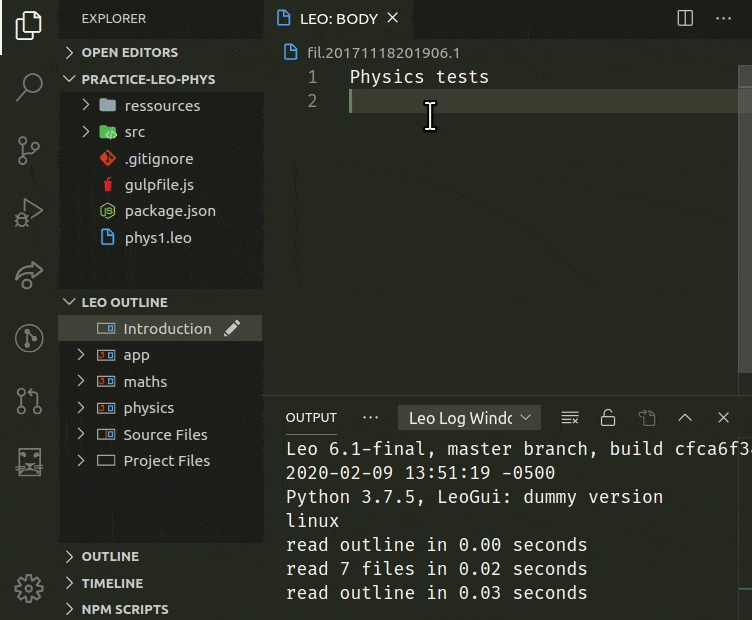 EXPLORER
OPEN EDITORS
PRACTICE-LEO-PHYS
ressources
src
.gitignore
gulpfile.js
package.json
phys1.leo
LEO OUTLINE
Introduction
app
maths
physics
Source Files
Project Files
OUTLINE
TIMELINE
NPM SCRIPTS
LEO: BODY
fil.20171118201906.1
1 Physics tests
2
OUTPUT
Leo Log Windo
Leo 6.1-final, master branch, build cfca6f3
2020-02-09 13:51:19 -0500
Python 3.7.5, LeoGui: dummy version
linux
read outline in 0.00 seconds
read 7 files in 0.02 seconds
read outline in 0.03 seconds